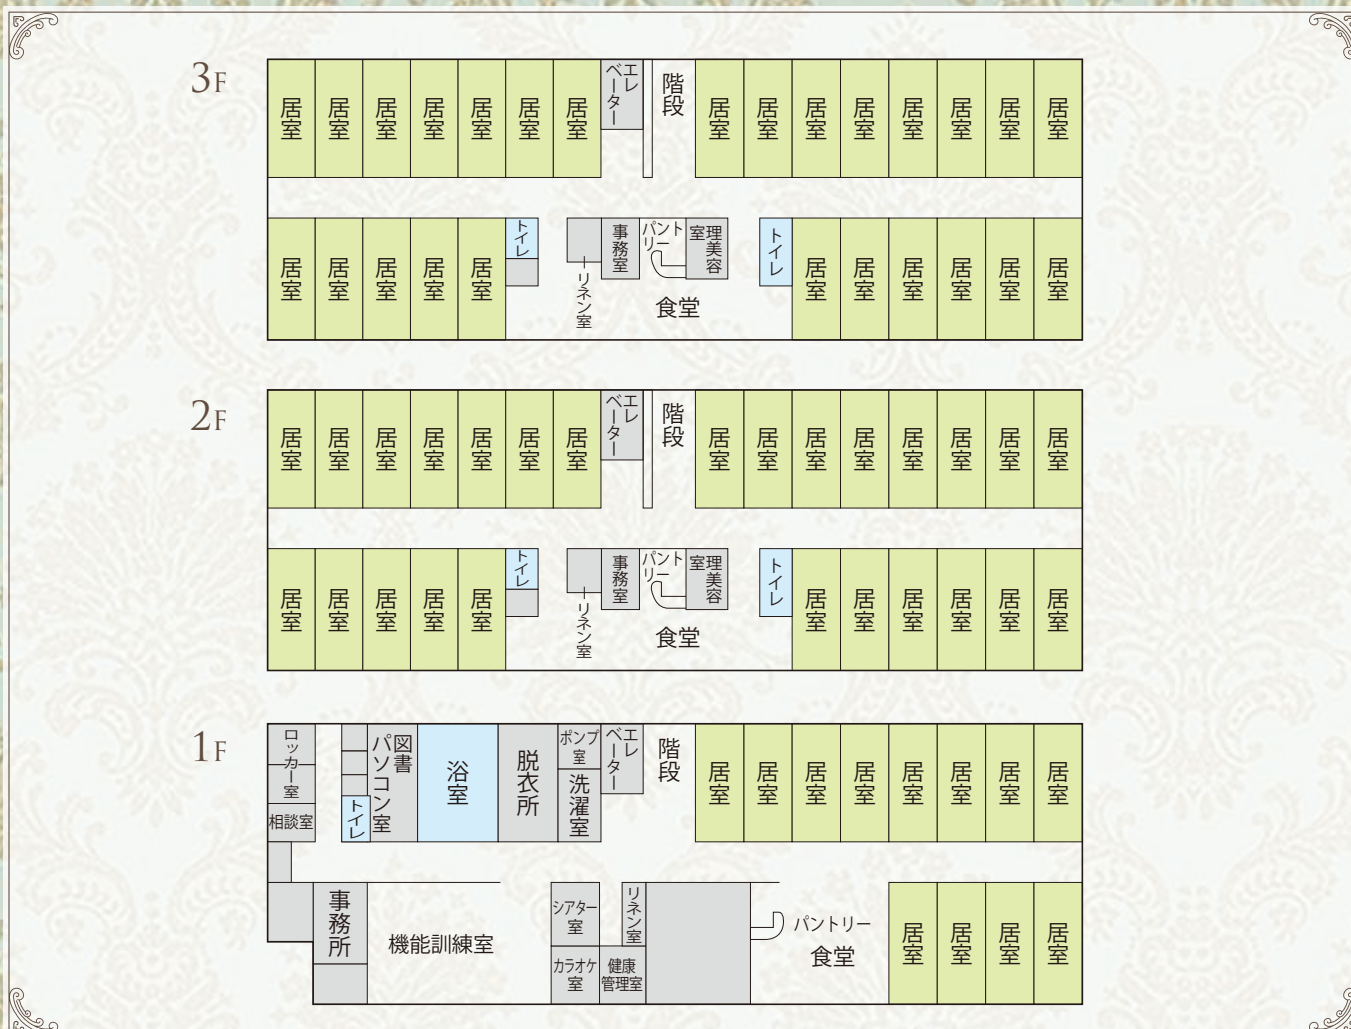 3F
居室
居室
居室
居室
居室
居室
居室
エレベーター
階段
居室
居室
居室
居室
居室
居室
居室
居室
居室
居室
居室
居室
居室
トイレ
リネン室
事務室
パントリー
理美容室
食堂
トイレ
居室
居室
居室
居室
居室
居室
2F
居室
居室
居室
居室
居室
居室
居室
エレベーター
階段
居室
居室
居室
居室
居室
居室
居室
居室
居室
居室
居室
居室
居室
トイレ
リネン室
事務室
パントリー
理美容室
食堂
トイレ
居室
居室
居室
居室
居室
居室
1F
ロッカー室
相談室
トイレ
図書パソコン室
浴室
脱衣所
ポンプ室
洗濯室
エレベーター
階段
居室
居室
居室
居室
居室
居室
居室
居室
事務所
機能訓練室
シアター室
カラオケ室
リネン室
健康管理室
パントリー
食堂
居室
居室
居室
居室